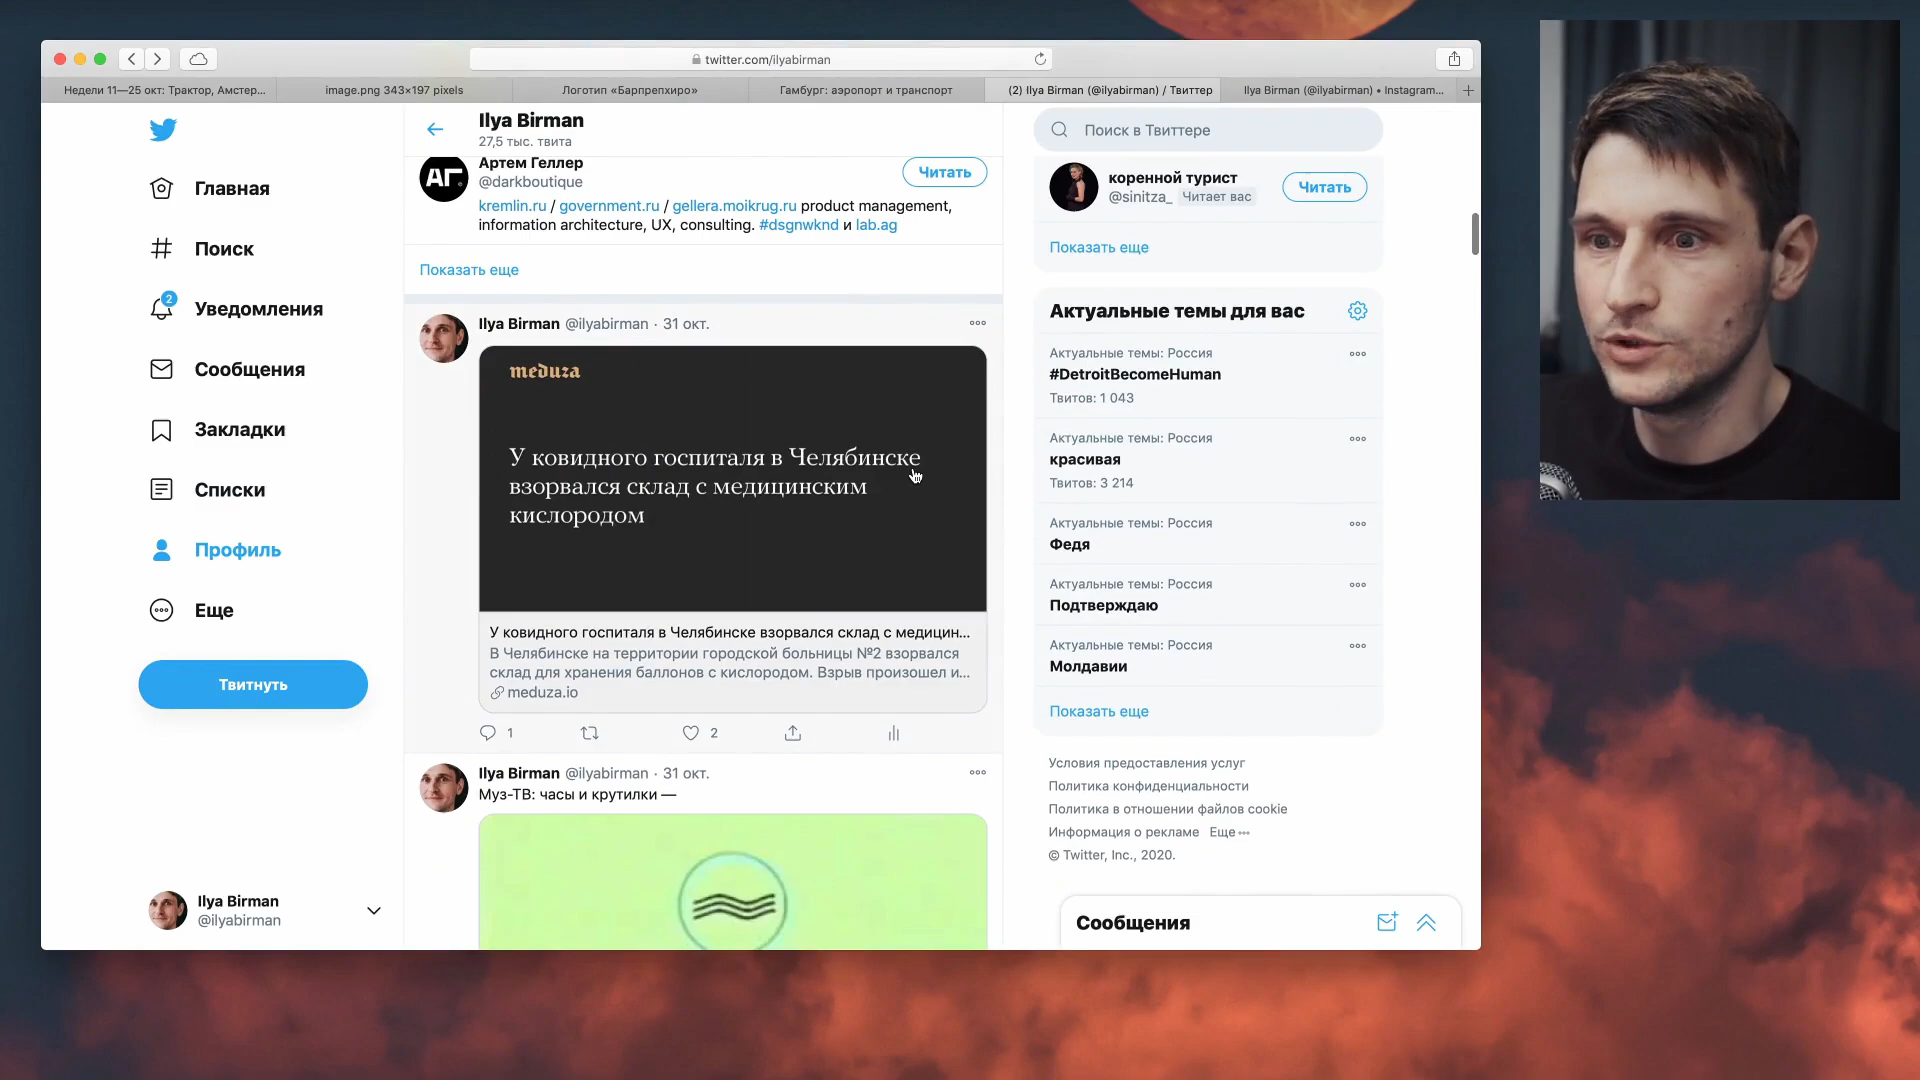 twitter.com/ilyabirman
Недели 11—25 окт: Трактор, Амстер...
image.png 343×197 pixels
Логотип «Барпрепхиро»
Гамбург: аэропорт и транспорт
(2) Ilya Birman (@ilyabirman) / Твиттер
Ilya Birman (@ilyabirman) • Instagram...
Главная
Поиск
2
Уведомления
Сообщения
Закладки
Списки
Профиль
Еще
Твитнуть
Ilya Birman
@ilyabirman
Ilya Birman
27,5 тыс. твита
АГ
Артем Геллер
@darkboutique
Читать
kremlin.ru / government.ru / gellera.moikrug.ru product management,
information architecture, UX, consulting. #dsgnwknd и lab.ag
Показать еще
Ilya Birman @ilyabirman · 31 окт.
meduza
У ковидного госпиталя в Челябинске
взорвался склад с медицинским
кислородом
У ковидного госпиталя в Челябинске взорвался склад с медицин...
В Челябинске на территории городской больницы №2 взорвался
склад для хранения баллонов с кислородом. Взрыв произошел и...
meduza.io
1
2
Ilya Birman @ilyabirman · 31 окт.
Муз-ТВ: часы и крутилки —
Поиск в Твиттере
коренной турист
@sinitza_ Читает вас
Читать
Показать еще
Актуальные темы для вас
Актуальные темы: Россия
#DetroitBecomeHuman
Твитов: 1 043
Актуальные темы: Россия
красивая
Твитов: 3 214
Актуальные темы: Россия
Федя
Актуальные темы: Россия
Подтверждаю
Актуальные темы: Россия
Молдавии
Показать еще
Условия предоставления услуг
Политика конфиденциальности
Политика в отношении файлов cookie
Информация о рекламе Еще
© Twitter, Inc., 2020.
Сообщения